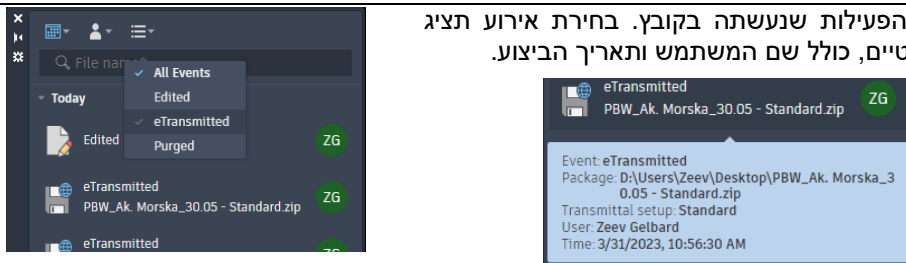 הפעילות שנעשתה בקובץ. בחירת אירוע תציג
טיים, כולל שם המשתמש ותאריך הביצוע.
File name
All Events
Edited
eTransmitted
Purged
Today
Edited
ZG
eTransmitted
PBW_Ak. Morska_30.05 - Standard.zip
ZG
eTransmitted
eTransmitted
PBW_Ak. Morska_30.05 - Standard.zip
ZG
Event: eTransmitted
Package: D:\Users\Zeev\Desktop\PBW_Ak. Morska_3
0.05 - Standard.zip
Transmittal setup: Standard
User: Zeev Gelbard
Time: 3/31/2023, 10:56:30 AM